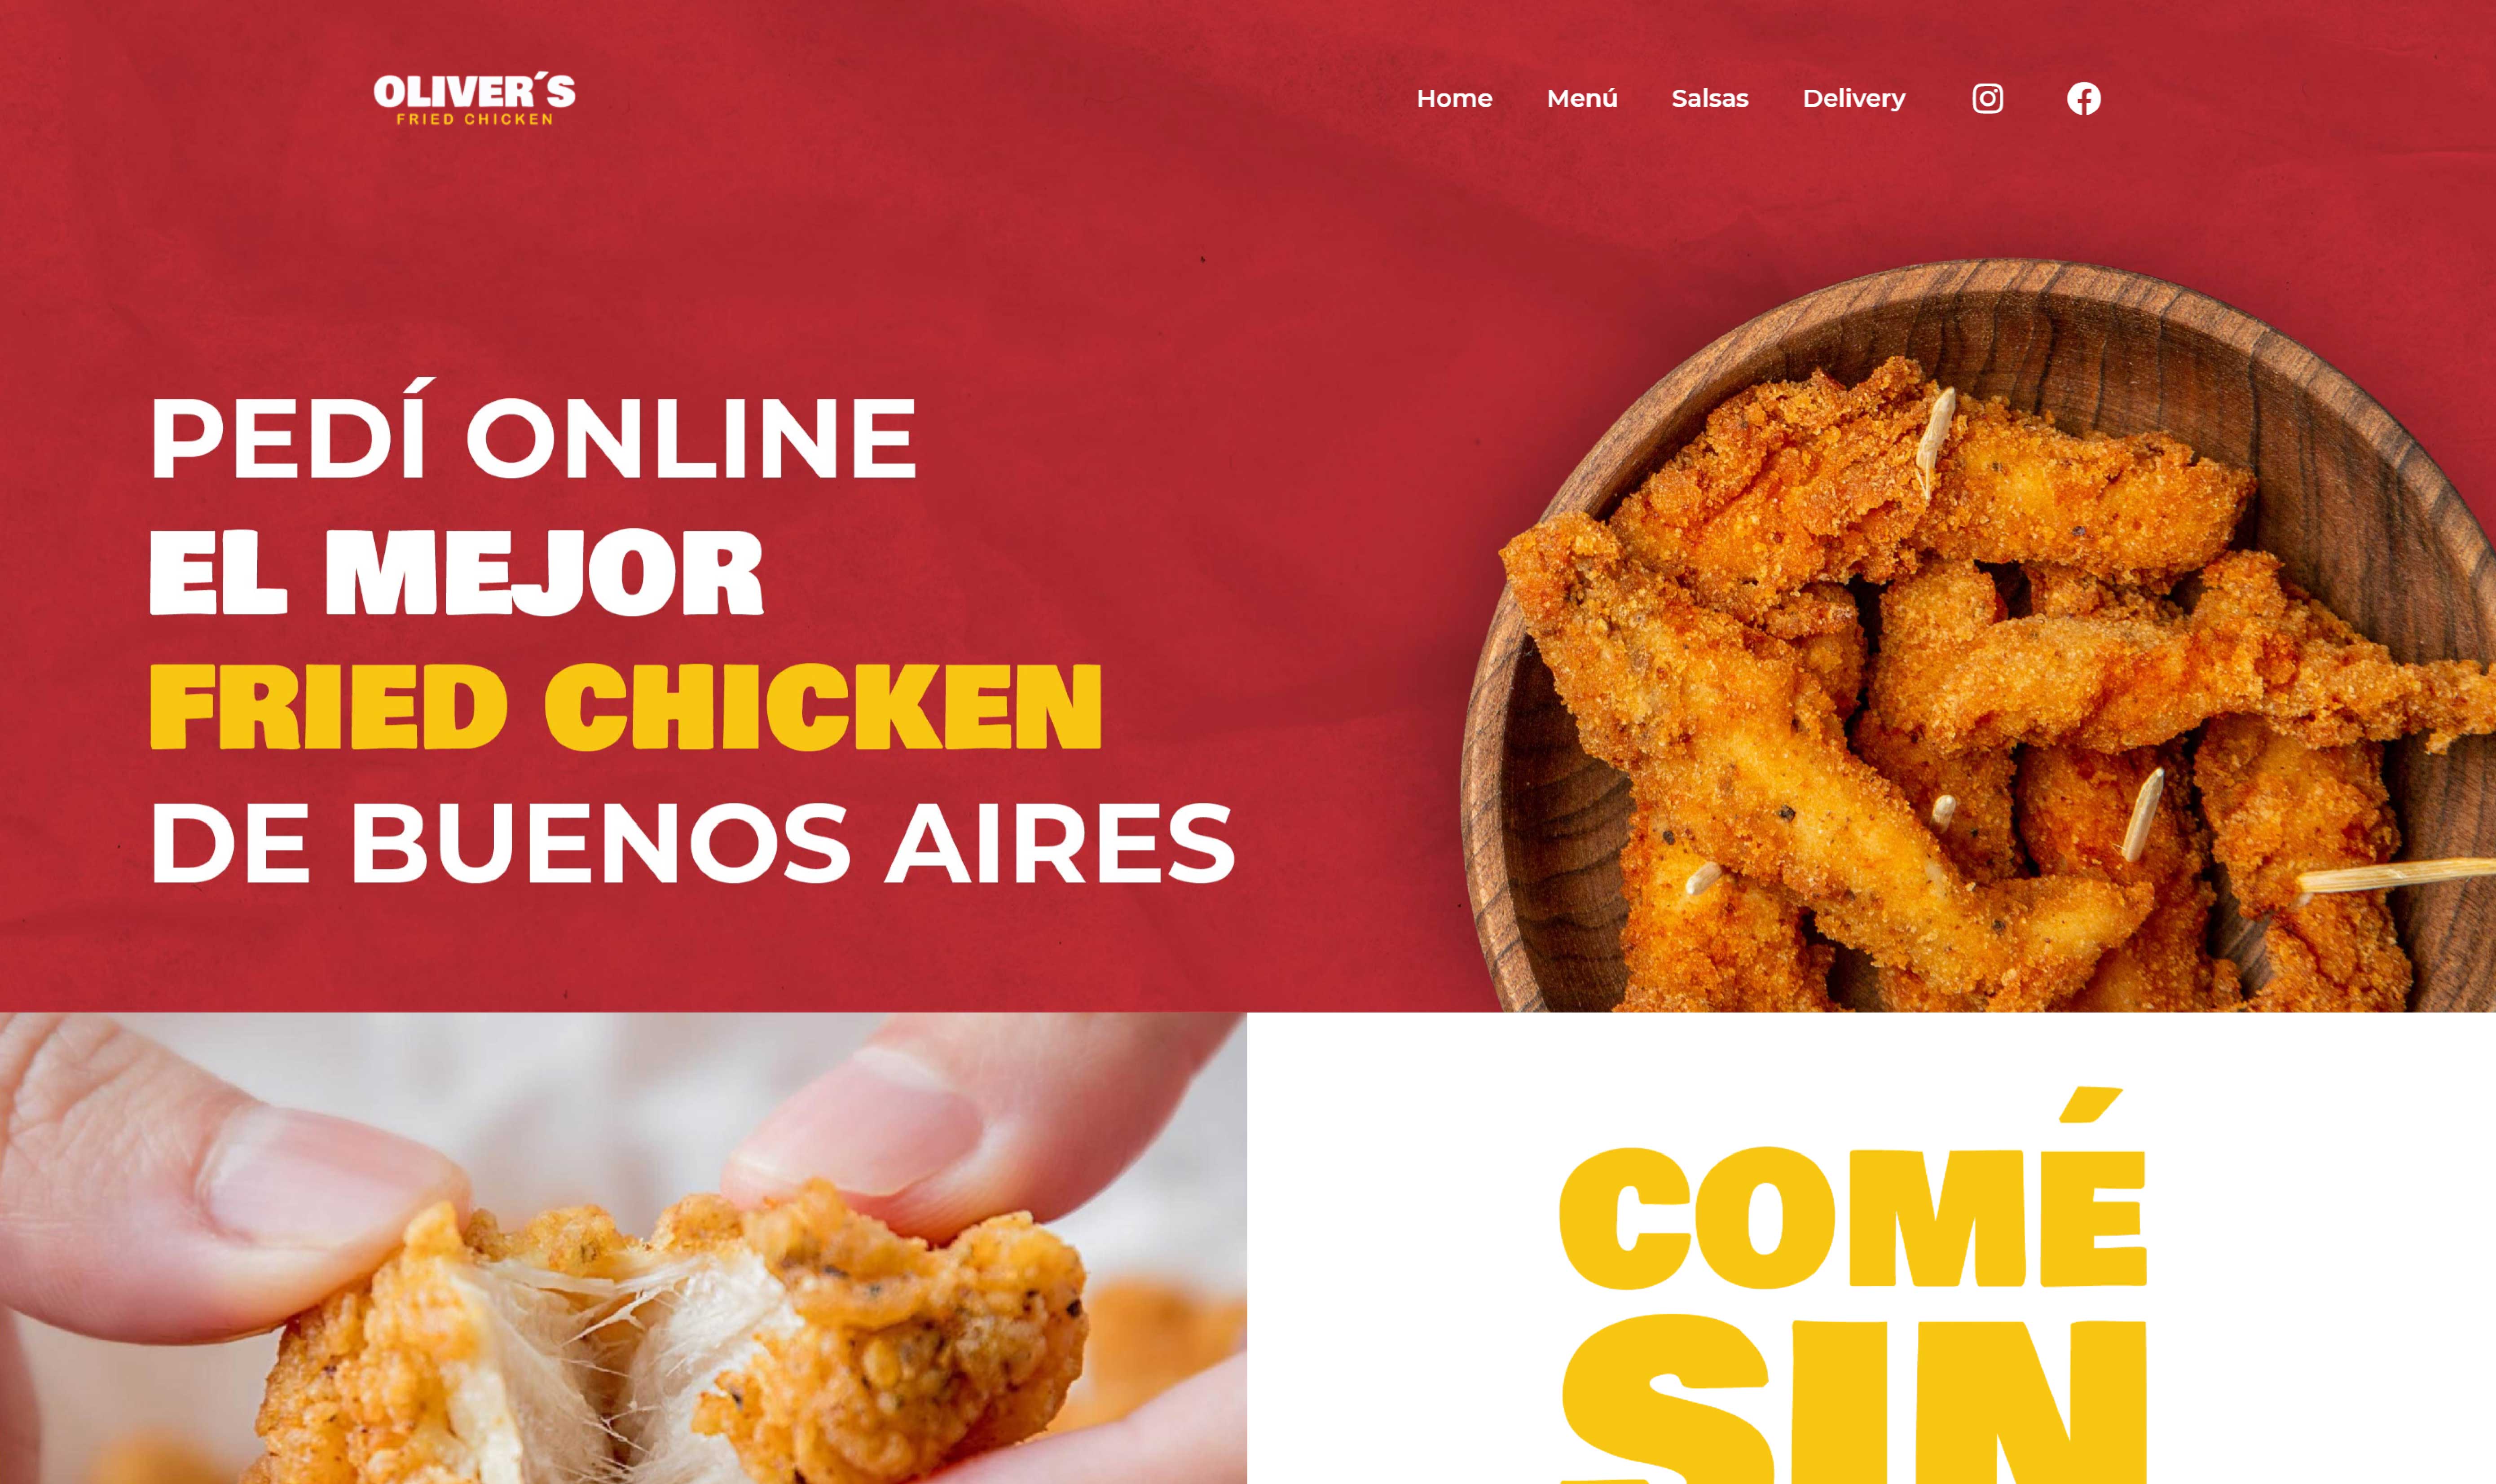 OLIVER´S
FRIED CHICKEN
Home Menú Salsas Delivery
PEDÍ ONLINE
EL MEJOR
FRIED CHICKEN
DE BUENOS AIRES
COMÉ
SIN